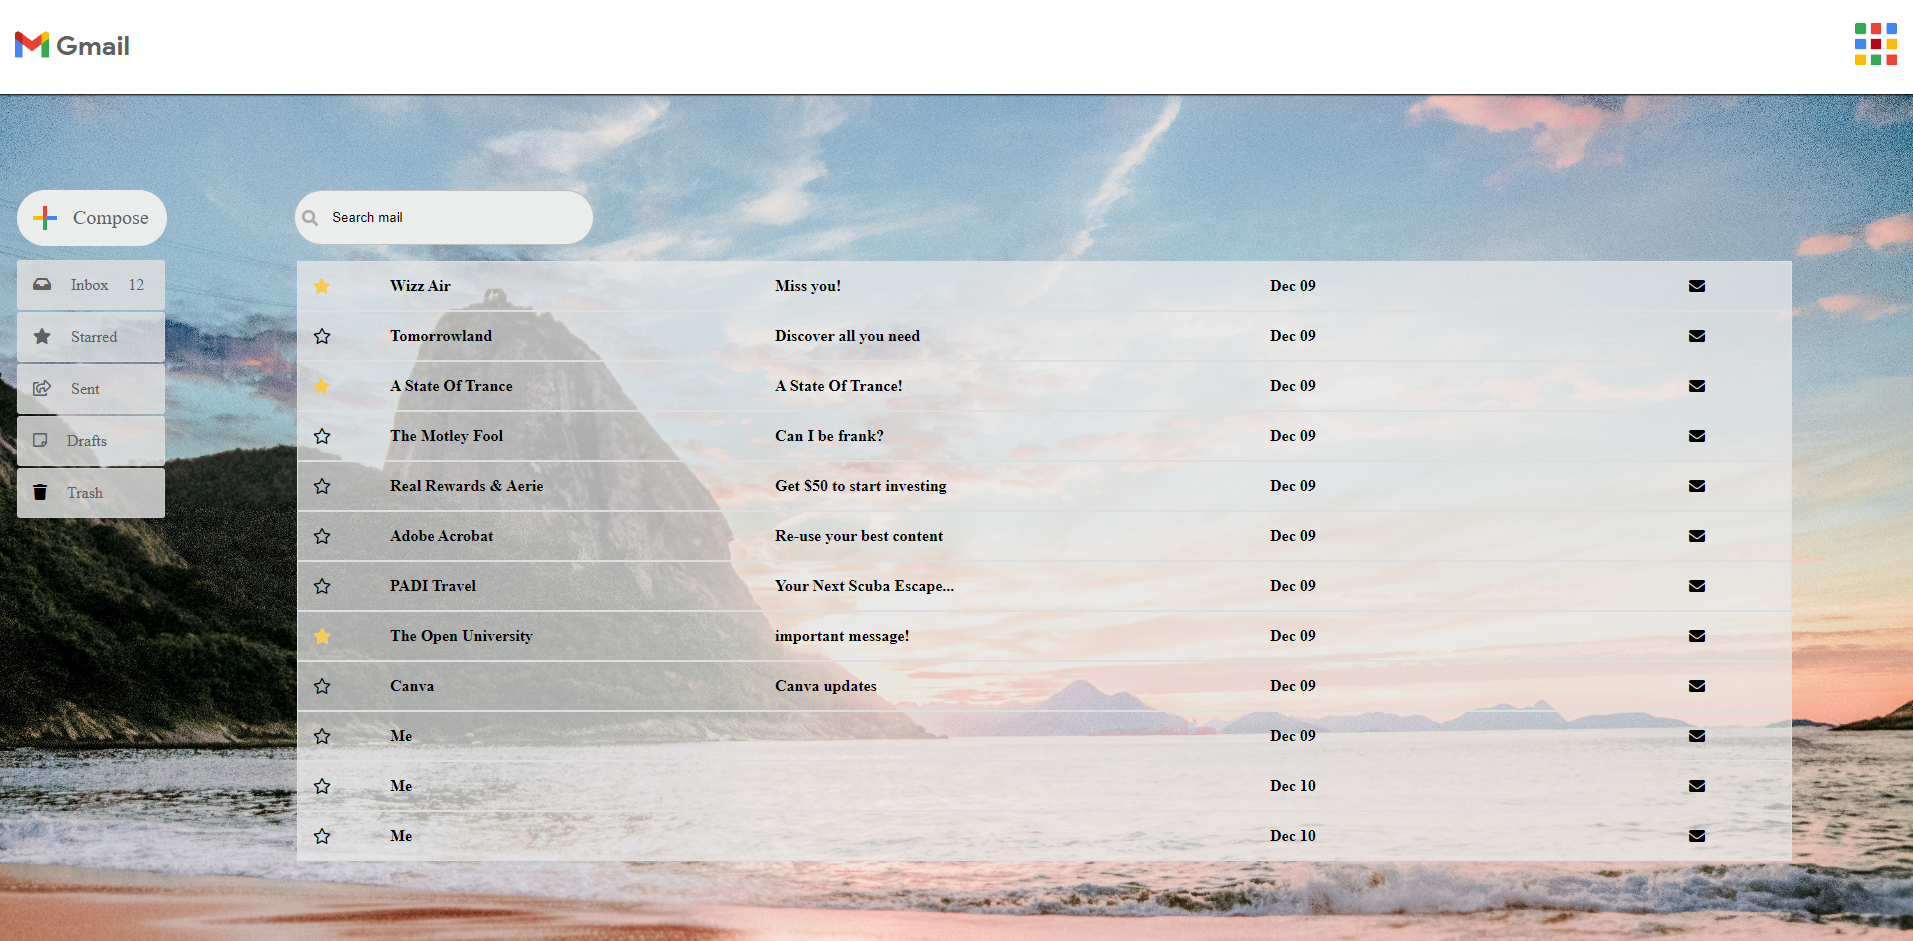 Gmail
Compose
Search mail
Inbox 12
Starred
Sent
Drafts
Trash
Wizz Air Miss you! Dec 09
Tomorrowland Discover all you need Dec 09
A State Of Trance A State Of Trance! Dec 09
The Motley Fool Can I be frank? Dec 09
Real Rewards & Aerie Get $50 to start investing Dec 09
Adobe Acrobat Re-use your best content Dec 09
PADI Travel Your Next Scuba Escape... Dec 09
The Open University important message! Dec 09
Canva Canva updates Dec 09
Me Dec 09
Me Dec 10
Me Dec 10